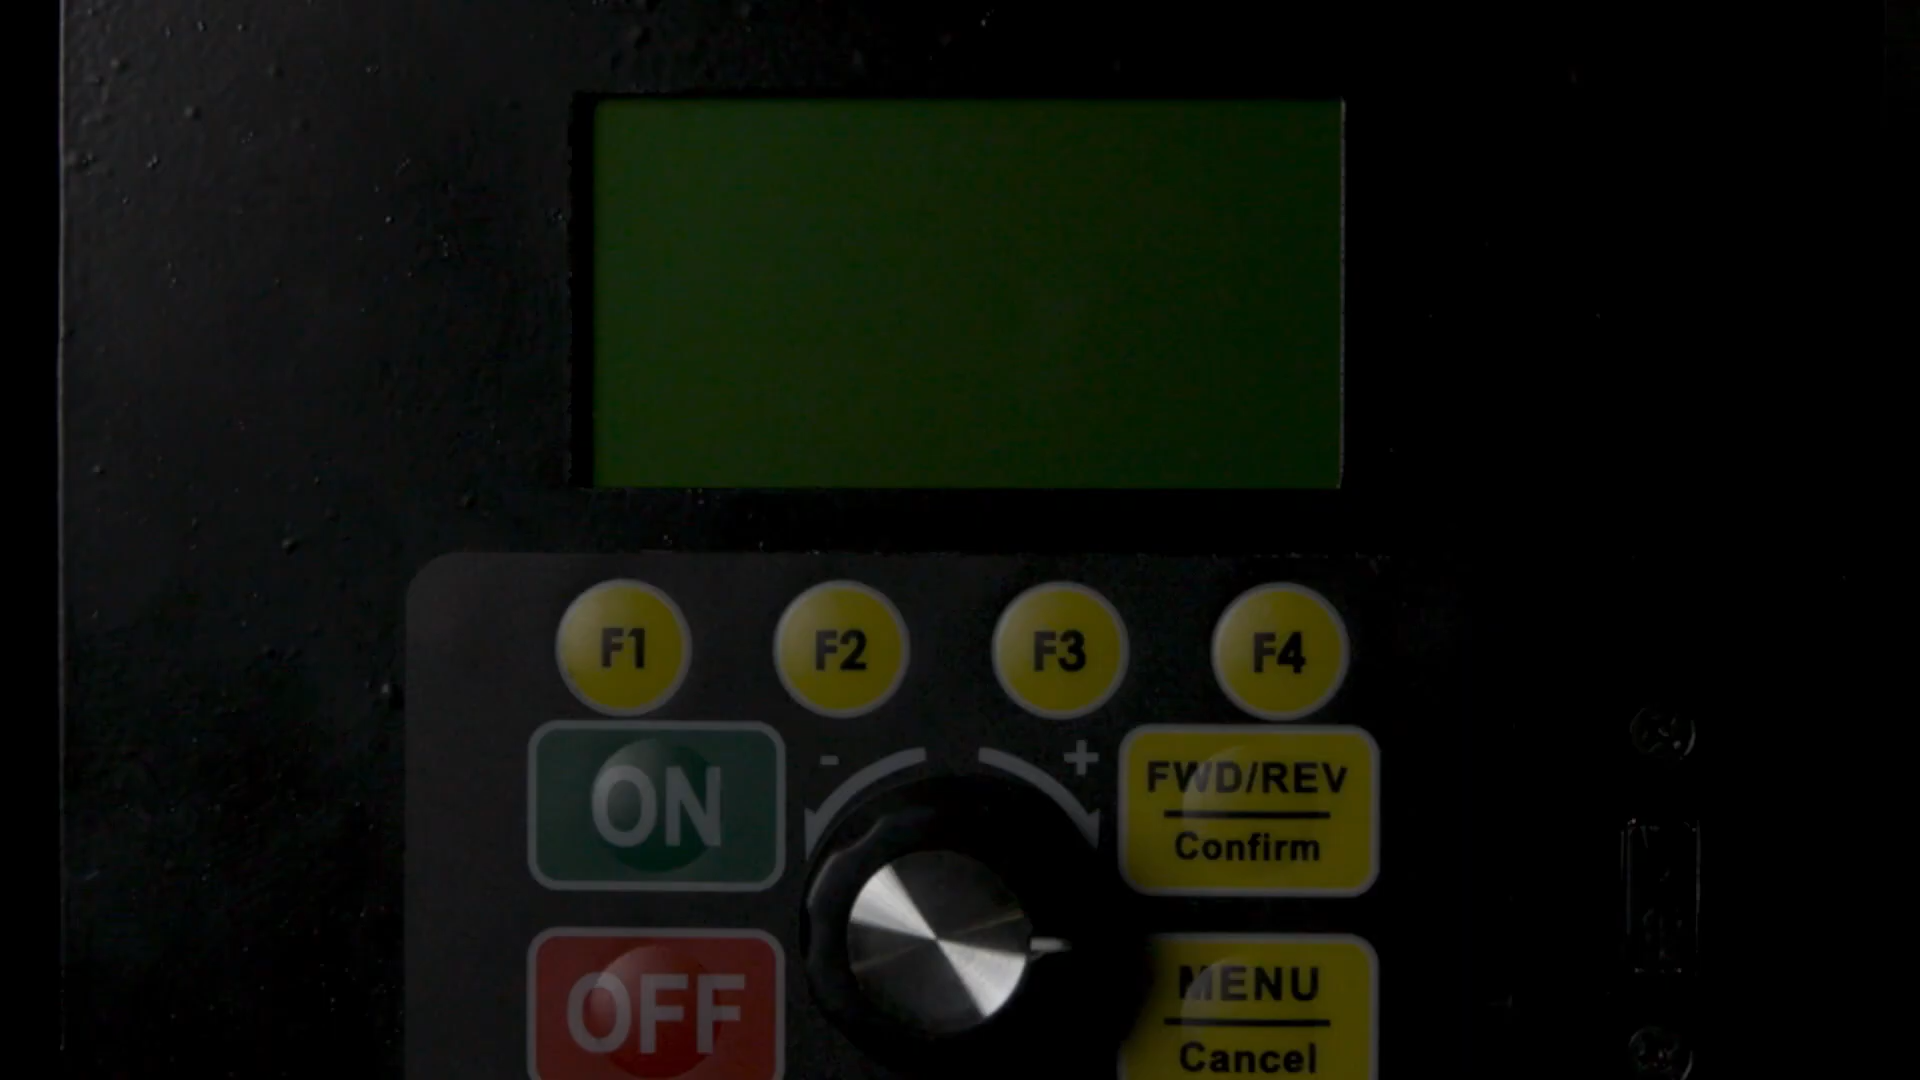 F1 F2 F3 F4
ON
- +
FWD/REV
Confirm
OFF
MENU
Cancel